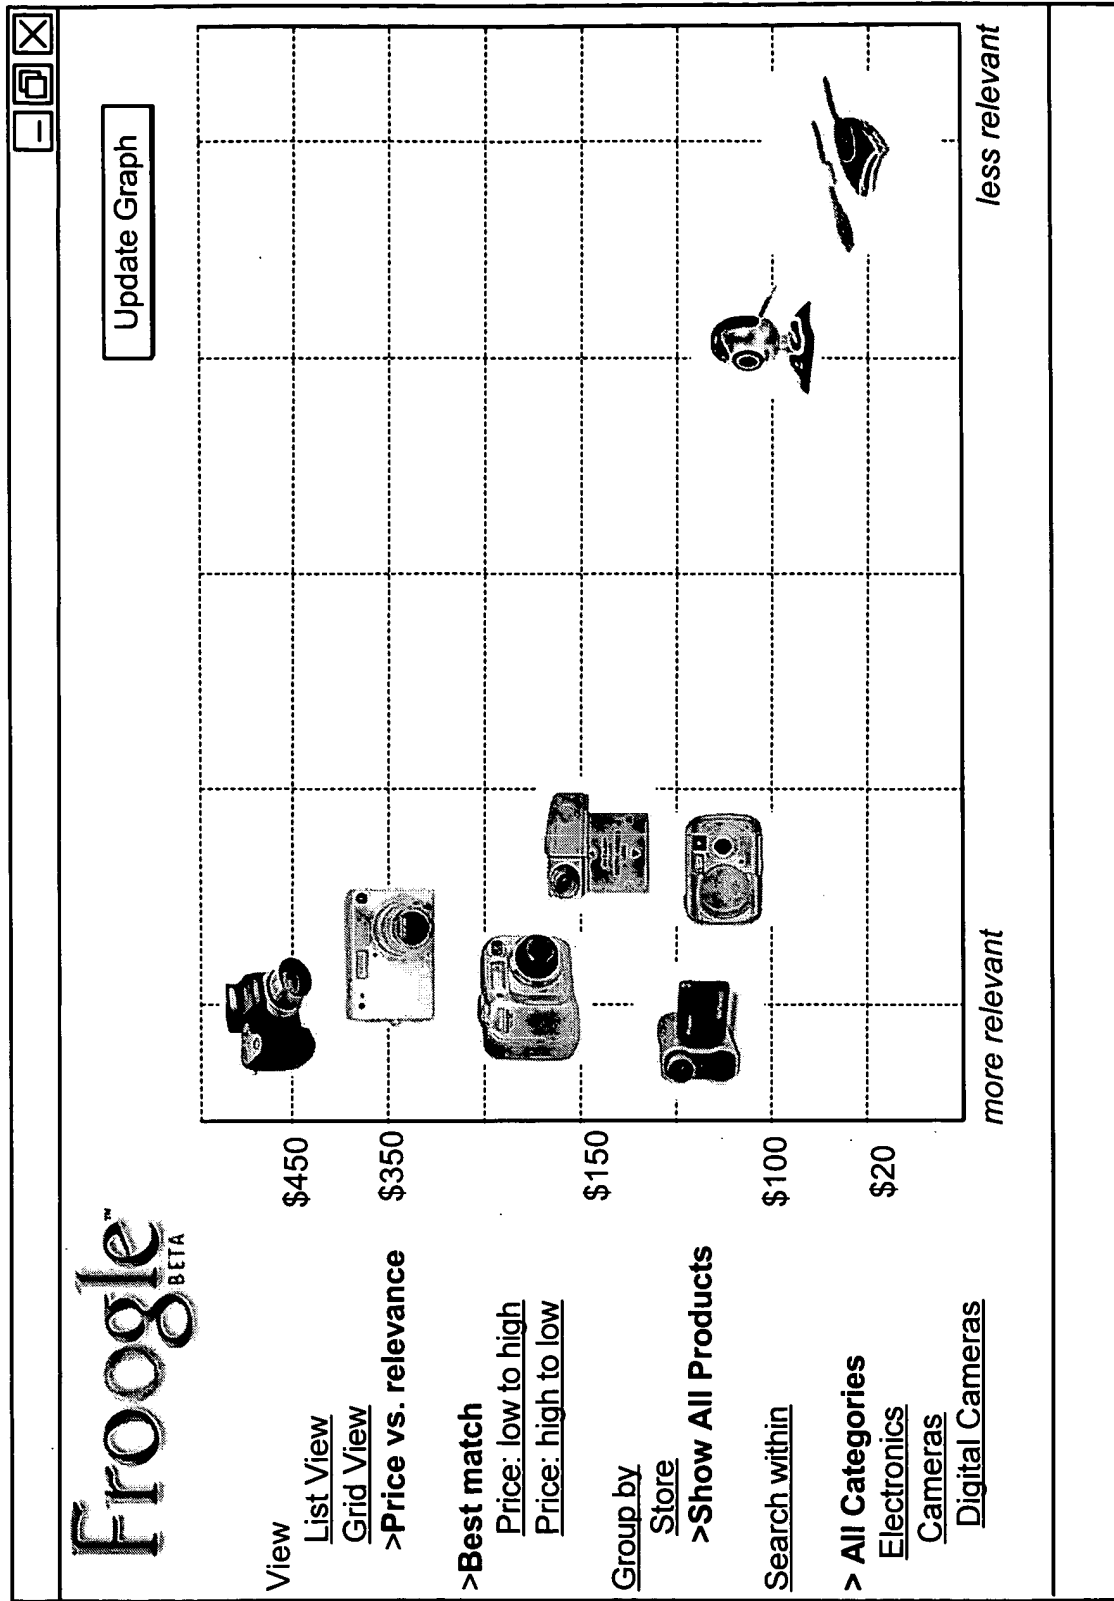 Froogle™
BETA
Update Graph
View
List View
Grid View
>Price vs. relevance
>Best match
Price: low to high
Price: high to low
Group by
Store
>Show All Products
Search within
> All Categories
Electronics
Cameras
Digital Cameras
$450
$350
$150
$100
$20
more relevant
less relevant